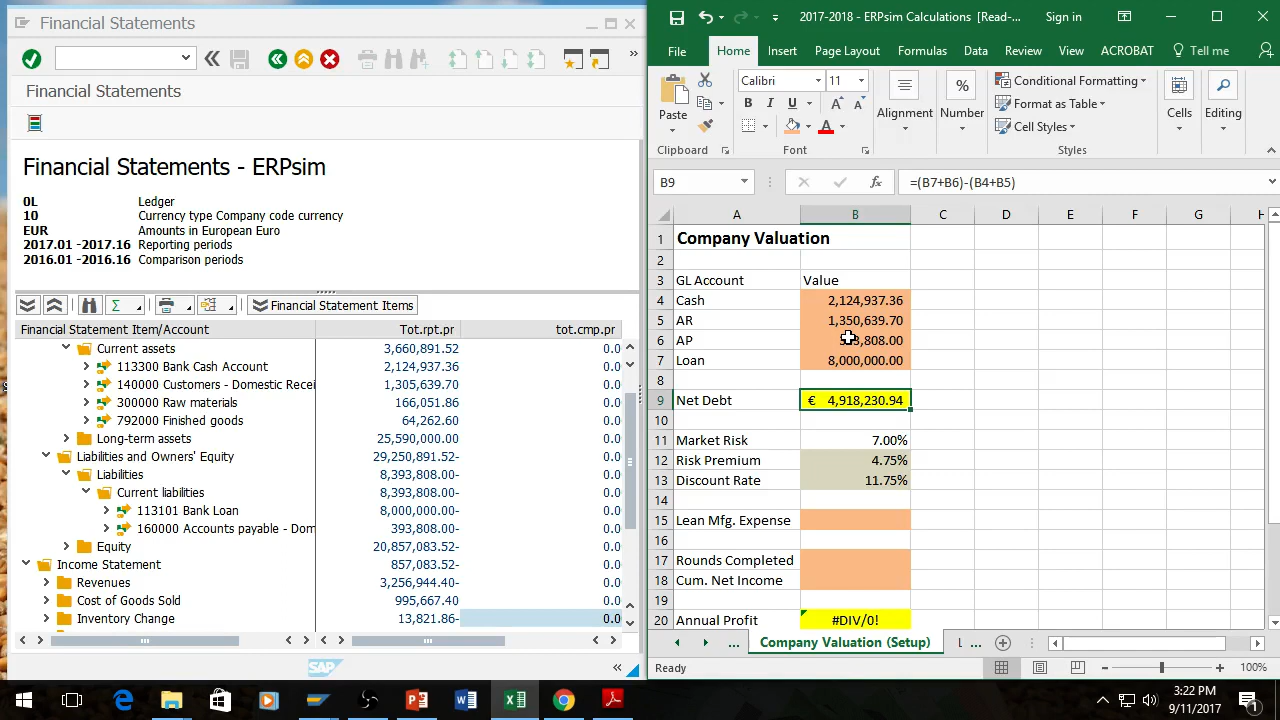 Financial Statements
Financial Statements
Financial Statements - ERPsim
0L Ledger
10 Currency type Company code currency
EUR Amounts in European Euro
2017.01 -2017.16 Reporting periods
2016.01 -2016.16 Comparison periods
Financial Statement Items
Financial Statement Item/Account Tot.rpt.pr tot.cmp.pr
Current assets 3,660,891.52 0.0
113300 Bank Cash Account 2,124,937.36 0.0
140000 Customers - Domestic Recei 1,305,639.70 0.0
300000 Raw materials 166,051.86 0.0
792000 Finished goods 64,262.60 0.0
Long-term assets 25,590,000.00 0.0
Liabilities and Owners' Equity 29,250,891.52- 0.0
Liabilities 8,393,808.00- 0.0
Current liabilities 8,393,808.00- 0.0
113101 Bank Loan 8,000,000.00- 0.0
160000 Accounts payable - Dom 393,808.00- 0.0
Equity 20,857,083.52- 0.0
Income Statement 857,083.52- 0.0
Revenues 3,256,944.40- 0.0
Cost of Goods Sold 995,667.40 0.0
Inventory Change 13,821.86- 0.0
SAP
2017-2018 - ERPsim Calculations [Read-... Sign in
File Home Insert Page Layout Formulas Data Review View ACROBAT Tell me
Paste
Clipboard
Calibri 11
B I U A A
A
Font
Alignment
%
Number
Conditional Formatting
Format as Table
Cell Styles
Styles
Cells
Editing
B9 fx =(B7+B6)-(B4+B5)
A B C D E F G H
1 Company Valuation
2
3 GL Account Value
4 Cash 2,124,937.36
5 AR 1,350,639.70
6 AP 808.00
7 Loan 8,000,000.00
8
9 Net Debt € 4,918,230.94
10
11 Market Risk 7.00%
12 Risk Premium 4.75%
13 Discount Rate 11.75%
14
15 Lean Mfg. Expense
16
17 Rounds Completed
18 Cum. Net Income
19
20 Annual Profit #DIV/0!
... Company Valuation (Setup) ...
Ready 100%
3:22 PM
9/11/2017
1